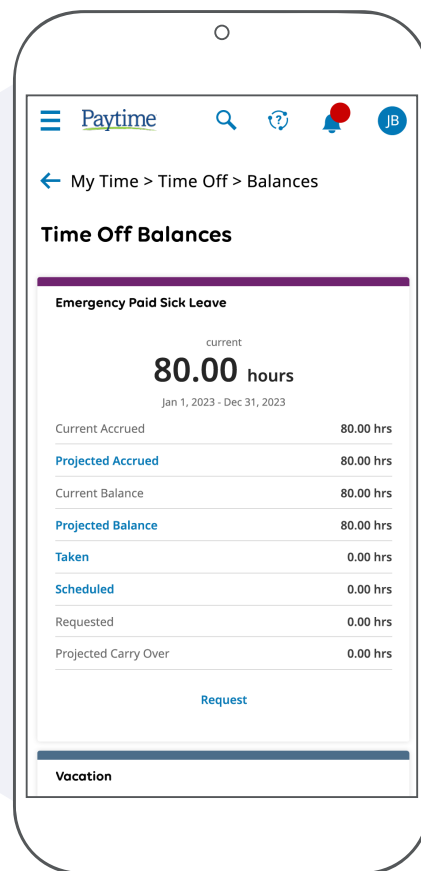 Paytime ? JB
My Time > Time Off > Balances
Time Off Balances
Emergency Paid Sick Leave
current
80.00 hours
Jan 1, 2023 - Dec 31, 2023
Current Accrued 80.00 hrs
Projected Accrued 80.00 hrs
Current Balance 80.00 hrs
Projected Balance 80.00 hrs
Taken 0.00 hrs
Scheduled 0.00 hrs
Requested 0.00 hrs
Projected Carry Over 0.00 hrs
Request
Vacation